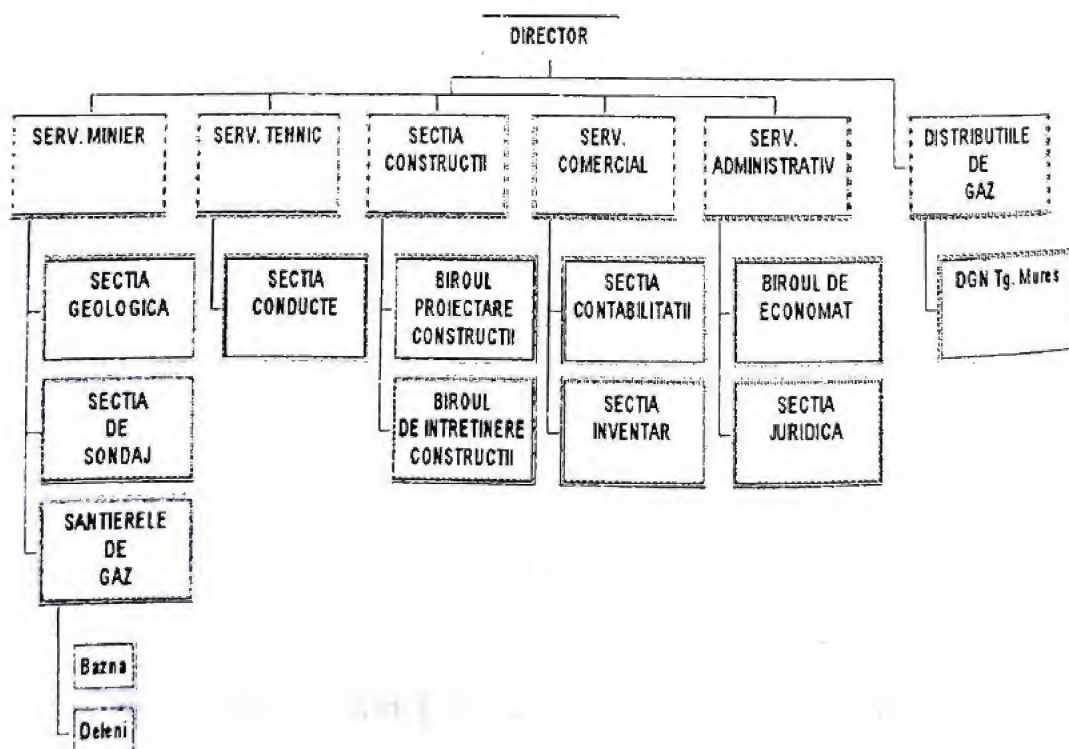 DIRECTOR
SERV. MINIER
SERV. TEHNIC
SECTIA
CONSTRUCTII
SERV.
COMERCIAL
SERV.
ADMINISTRATIV
DISTRIBUTIILE
DE
GAZ
SECTIA
GEOLOGICA
SECTIA
CONDUCTE
BIROUL
PROIECTARE
CONSTRUCTII
SECTIA
CONTABILITATII
BIROUL DE
ECONOMAT
DGN Tg. Mures
SECTIA
DE
SONDAJ
BIROUL
DE INTRETINERE
CONSTRUCTII
SECTIA
INVENTAR
SECTIA
JURIDICA
SANTIERELE
DE
GAZ
Bazna
Deleni